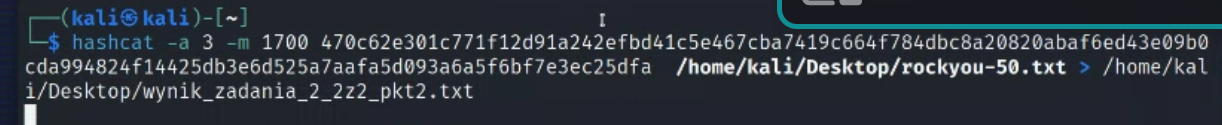 ┌──(kali㉿kali)-[~]
└─$ hashcat -a 3 -m 1700 470c62e301c771f12d91a242efbd41c5e467cba7419c664f784dbc8a20820abaf6ed43e09b0
cda994824f14425db3e6d525a7aafa5d093a6a5f6bf7e3ec25dfa  /home/kali/Desktop/rockyou-50.txt > /home/kal
i/Desktop/wynik_zadania_2_2z2_pkt2.txt